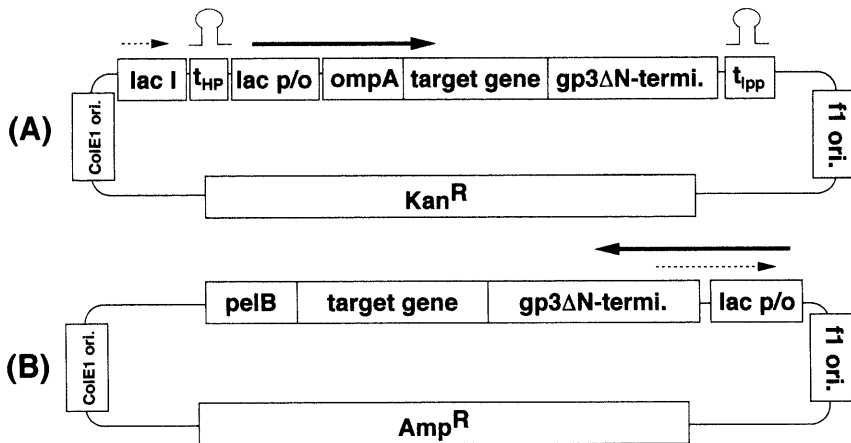 lac I tHP lac p/o ompA target gene gp3ΔN-termi. tlpp
(A) ColE1 ori. f1 ori.
KanR
pelB target gene gp3ΔN-termi. lac p/o
(B) ColE1 ori. f1 ori.
AmpR